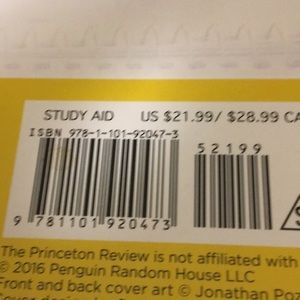 STUDY AID US $21.99/ $28.99 CA
ISBN 978-1-101-92047-3
52199
9 781101 920473
The Princeton Review is not affiliated with
© 2016 Penguin Random House LLC
Front and back cover art © Jonathan